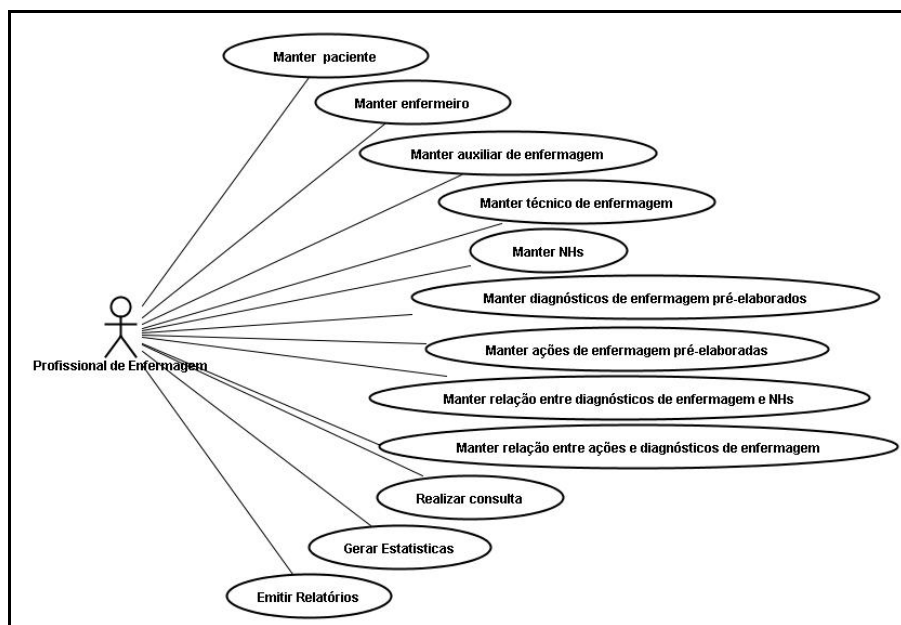 Manter paciente
Manter enfermeiro
Manter auxiliar de enfermagem
Manter técnico de enfermagem
Manter NHs
Manter diagnósticos de enfermagem pré-elaborados
Manter ações de enfermagem pré-elaboradas
Profissional de Enfermagem
Manter relação entre diagnósticos de enfermagem e NHs
Manter relação entre ações e diagnósticos de enfermagem
Realizar consulta
Gerar Estatisticas
Emitir Relatórios